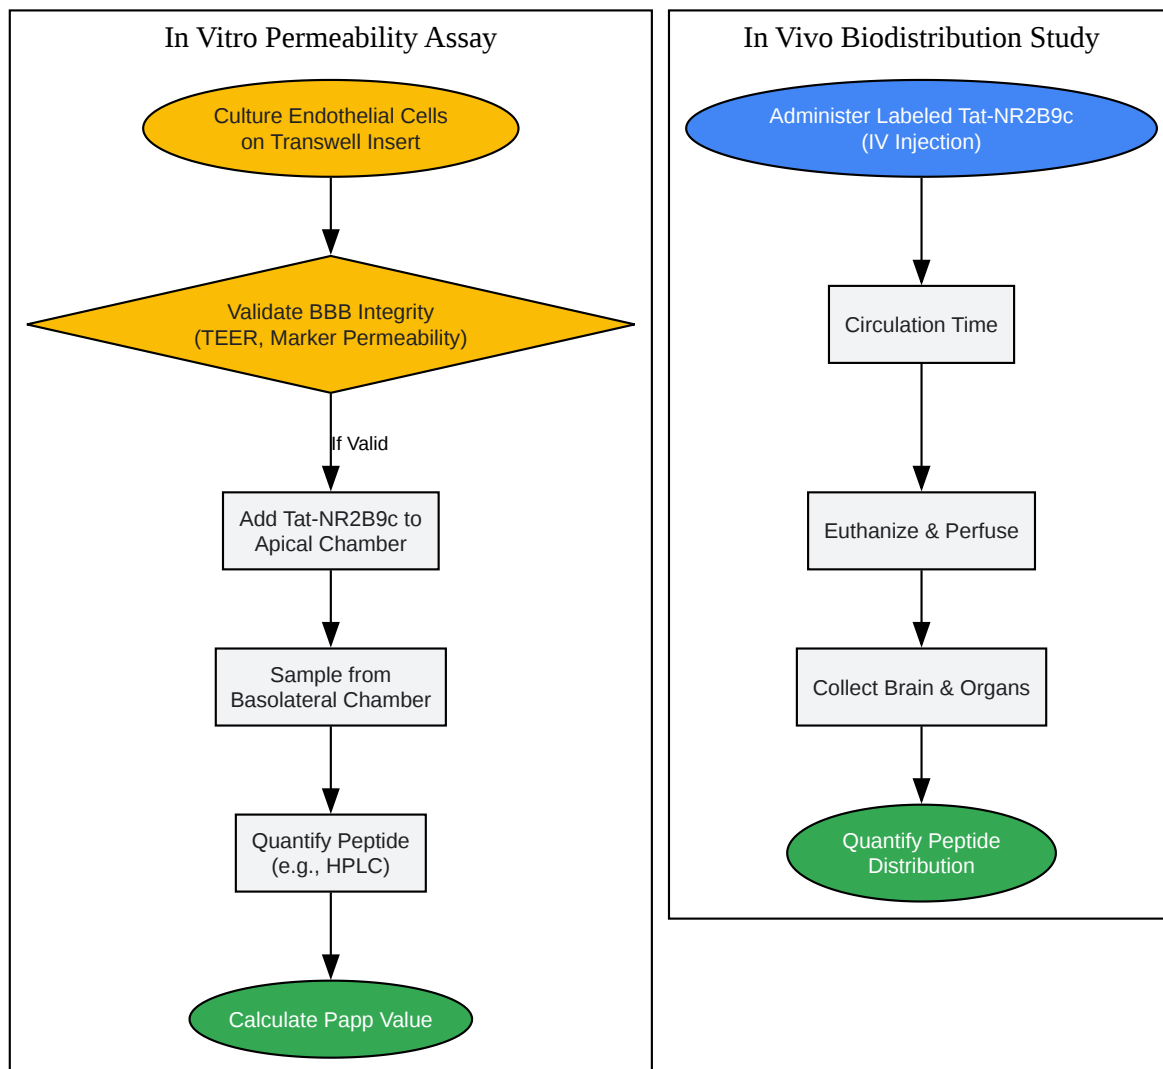 In Vitro Permeability Assay
Culture Endothelial Cells
on Transwell Insert
Validate BBB Integrity
(TEER, Marker Permeability)
If Valid
Add Tat-NR2B9c to
Apical Chamber
Sample from
Basolateral Chamber
Quantify Peptide
(e.g., HPLC)
Calculate Papp Value
In Vivo Biodistribution Study
Administer Labeled Tat-NR2B9c
(IV Injection)
Circulation Time
Euthanize & Perfuse
Collect Brain & Organs
Quantify Peptide
Distribution